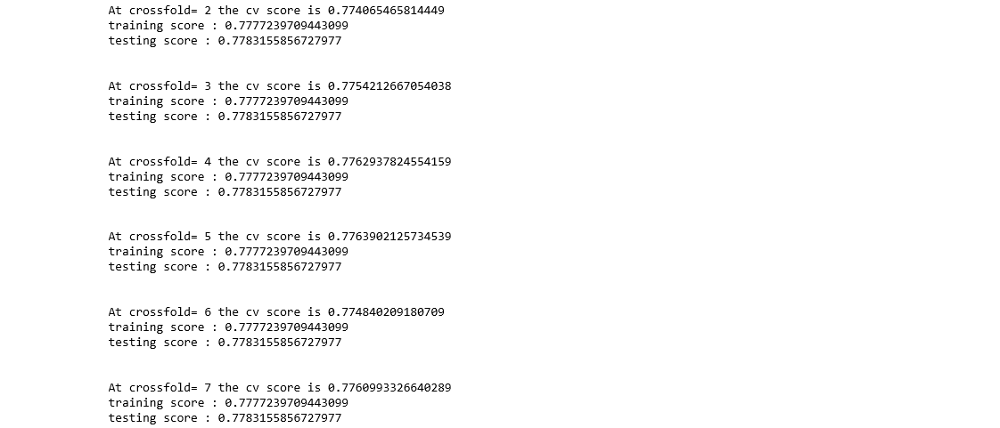 At crossfold= 2 the cv score is 0.774065465814449
training score : 0.7777239709443099
testing score : 0.7783155856727977
At crossfold= 3 the cv score is 0.7754212667054038
training score : 0.7777239709443099
testing score : 0.7783155856727977
At crossfold= 4 the cv score is 0.7762937824554159
training score : 0.7777239709443099
testing score : 0.7783155856727977
At crossfold= 5 the cv score is 0.7763902125734539
training score : 0.7777239709443099
testing score : 0.7783155856727977
At crossfold= 6 the cv score is 0.774840209180709
training score : 0.7777239709443099
testing score : 0.7783155856727977
At crossfold= 7 the cv score is 0.7760993326640289
training score : 0.7777239709443099
testing score : 0.7783155856727977